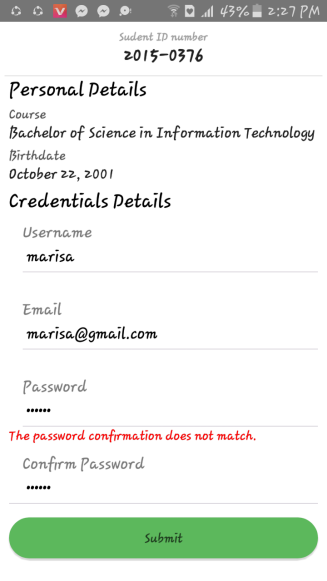 43% 2:27 PM
Sudent ID number
2015-0376
Personal Details
Course
Bachelor of Science in Information Technology
Birthdate
October 22, 2001
Credentials Details
Username
marisa
Email
marisa@gmail.com
Password
••••••
The password confirmation does not match.
Confirm Password
••••••
Submit